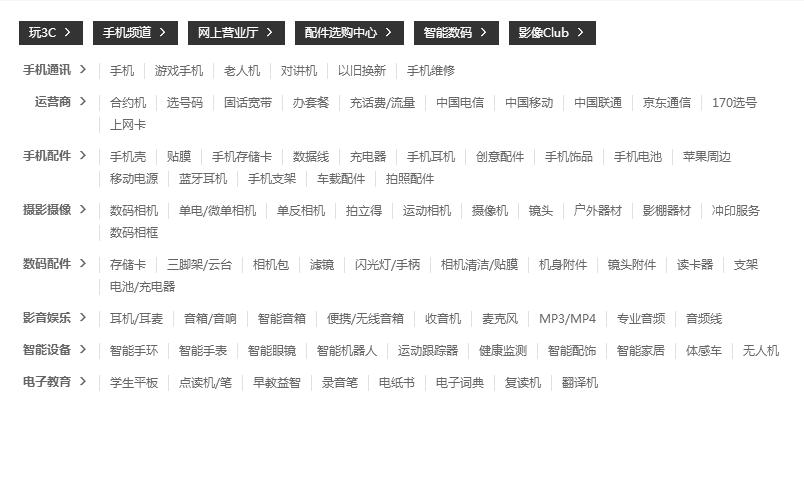 玩3C > 手机频道 > 网上营业厅 > 配件选购中心 > 智能数码 > 影像Club >
手机通讯 > 手机 游戏手机 老人机 对讲机 以旧换新 手机维修
运营商 > 合约机 选号码 固话宽带 办套餐 充话费/流量 中国电信 中国移动 中国联通 京东通信 170选号
上网卡
手机配件 > 手机壳 贴膜 手机存储卡 数据线 充电器 手机耳机 创意配件 手机饰品 手机电池 苹果周边
移动电源 蓝牙耳机 手机支架 车载配件 拍照配件
摄影摄像 > 数码相机 单电/微单相机 单反相机 拍立得 运动相机 摄像机 镜头 户外器材 影棚器材 冲印服务
数码相框
数码配件 > 存储卡 三脚架/云台 相机包 滤镜 闪光灯/手柄 相机清洁/贴膜 机身附件 镜头附件 读卡器 支架
电池/充电器
影音娱乐 > 耳机/耳麦 音箱/音响 智能音箱 便携/无线音箱 收音机 麦克风 MP3/MP4 专业音频 音频线
智能设备 > 智能手环 智能手表 智能眼镜 智能机器人 运动跟踪器 健康监测 智能配饰 智能家居 体感车 无人机
电子教育 > 学生平板 点读机/笔 早教益智 录音笔 电纸书 电子词典 复读机 翻译机